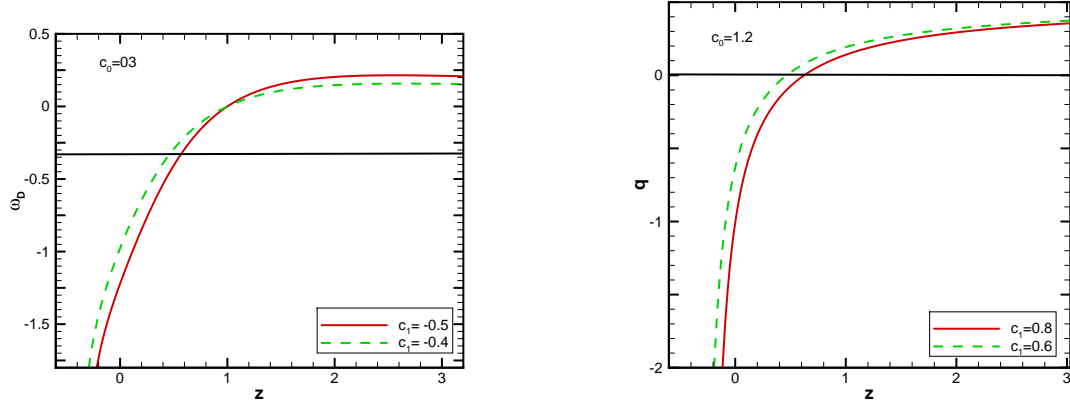 0.5
c₀=03
0
-0.5
-1
-1.5
ω_D
c₁= -0.5
c₁= -0.4
0 1 2 3
z
1
c₀=1.2
0
-1
-2
q
c₁=0.8
c₁=0.6
0 1 2 3
z